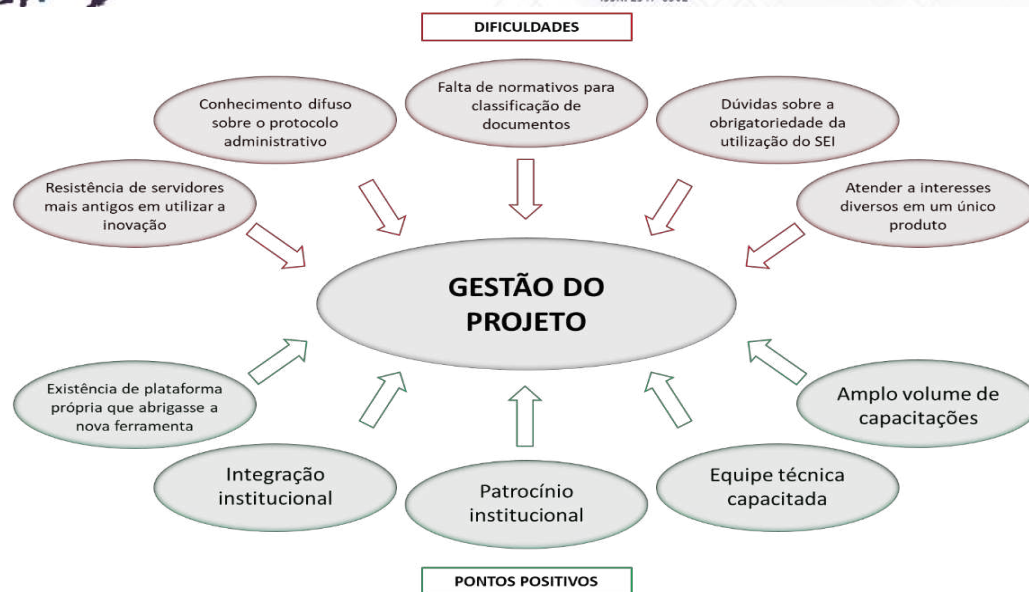 DIFICULDADES
Falta de normativos para
classificação de
documentos
Conhecimento difuso
sobre o protocolo
administrativo
Dúvidas sobre a
obrigatoriedade da
utilização do SEI
Resistência de servidores
mais antigos em utilizar a
inovação
Atender a interesses
diversos em um único
produto
GESTÃO DO
PROJETO
Existência de plataforma
própria que abrigasse a
nova ferramenta
Amplo volume de
capacitações
Integração
institucional
Patrocínio
institucional
Equipe técnica
capacitada
PONTOS POSITIVOS